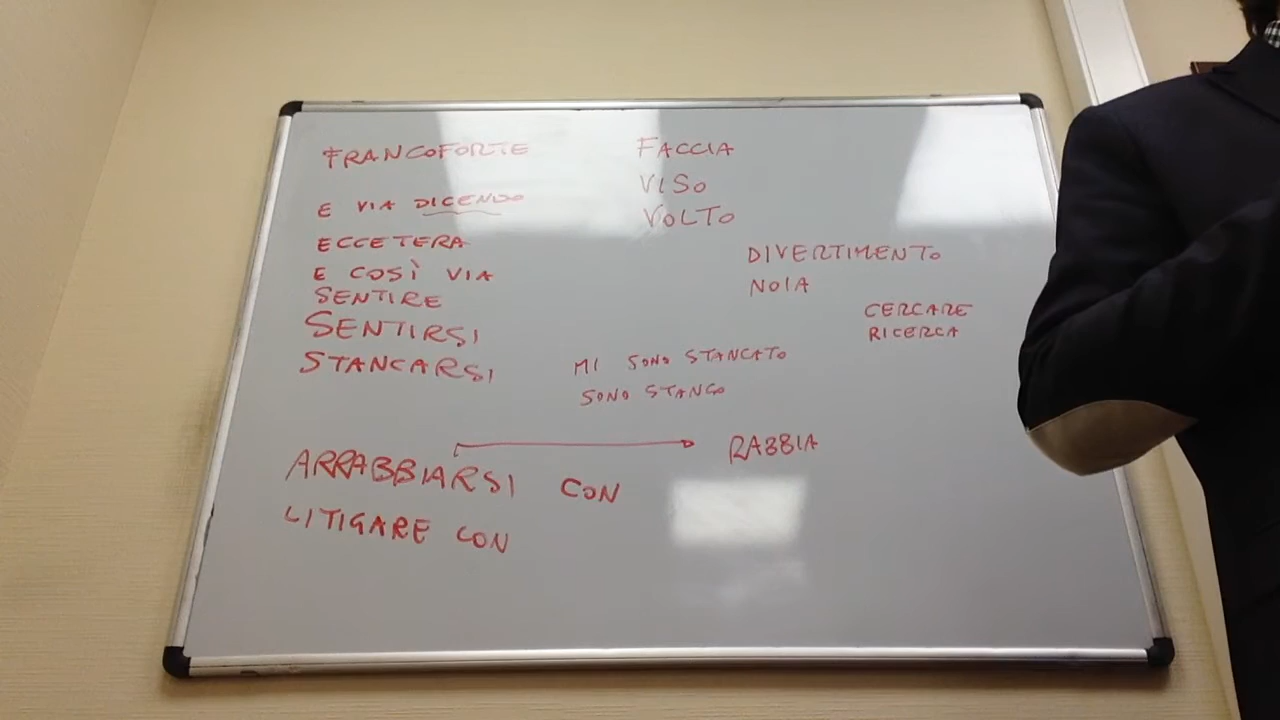 FRANCOFORTE
E VIA DICENDO
ECCETERA
E COSÌ VIA
SENTIRE
SENTIRSI
STANCARSI
ARRABBIARSI CON
LITIGARE CON
FACCIA
VISO
VOLTO
DIVERTIMENTO
NOIA
CERCARE
RICERCA
MI SONO STANCATO
SONO STANCO
RABBIA